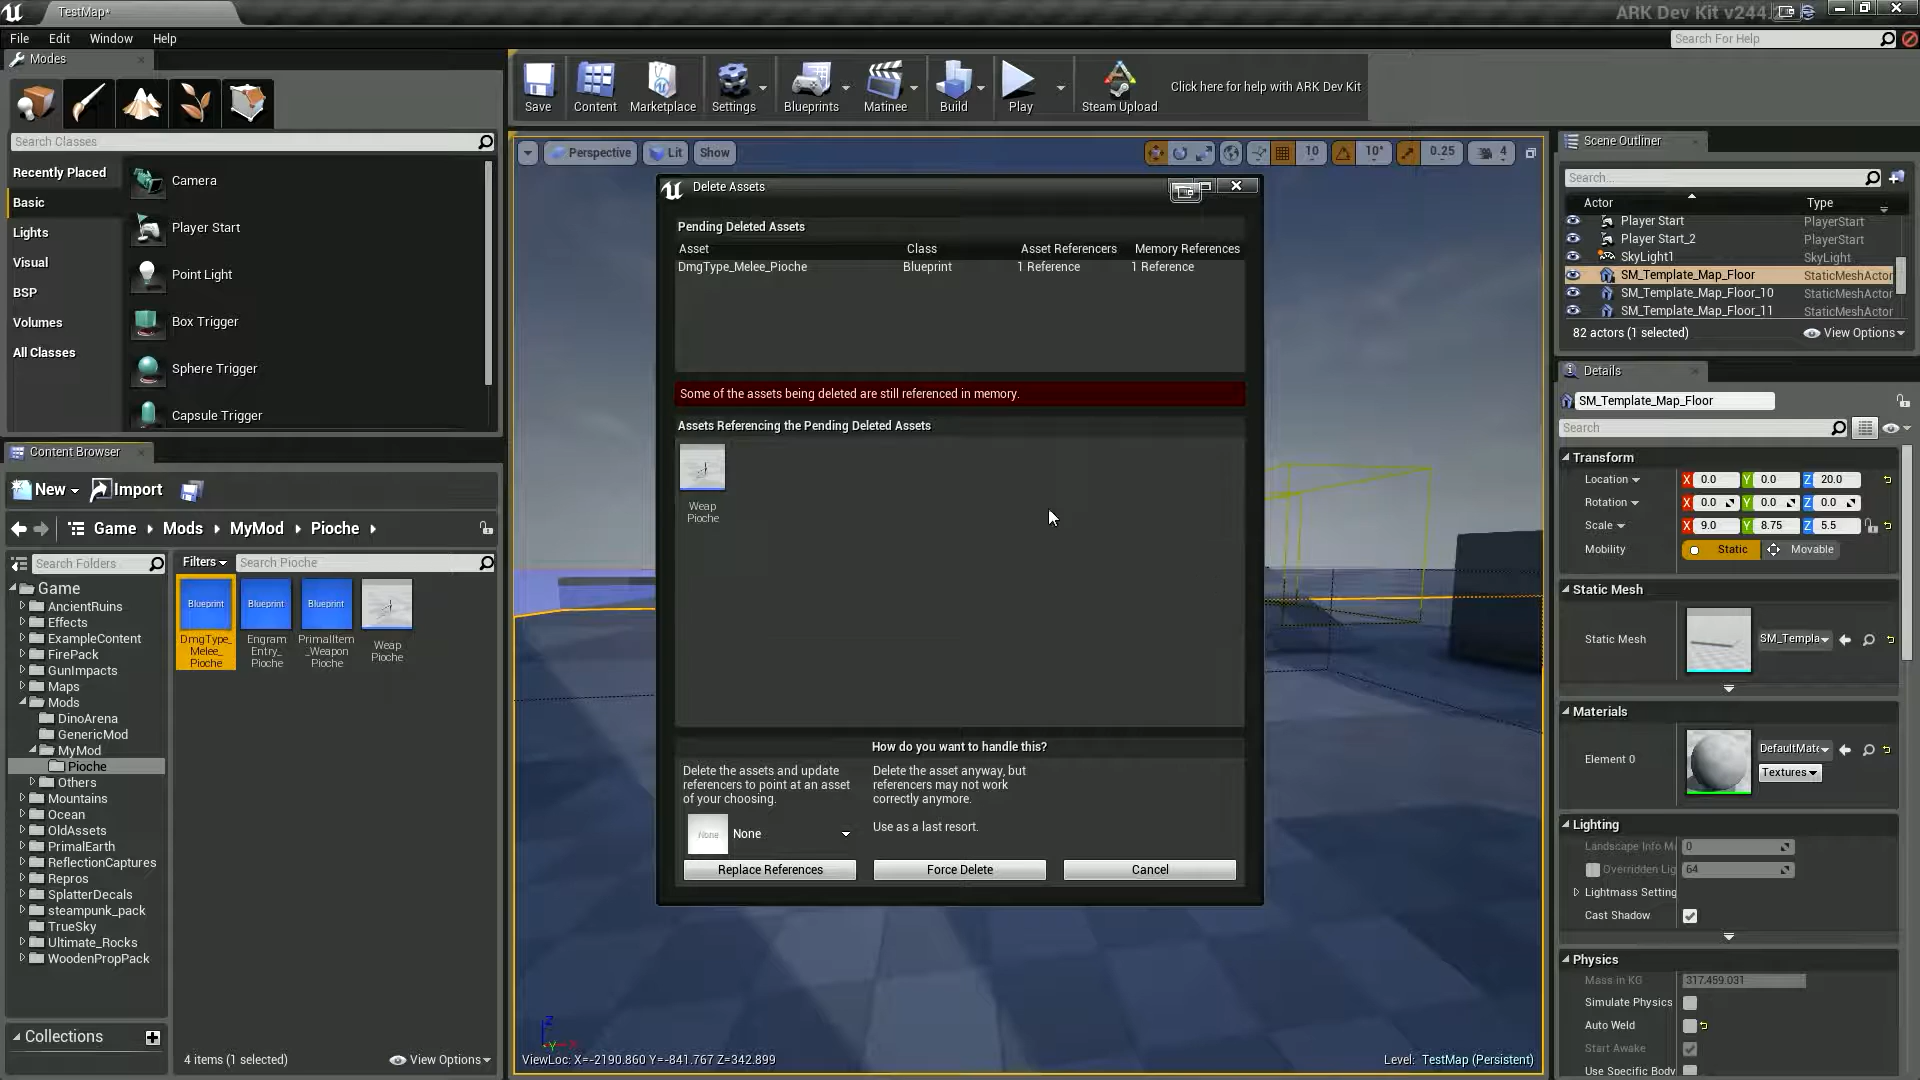 TestMap*
ARK Dev Kit v244.
File Edit Window Help
Search For Help
Modes
Search Classes
Recently Placed
Basic
Lights
Visual
BSP
Volumes
All Classes
Camera
Player Start
Point Light
Box Trigger
Sphere Trigger
Capsule Trigger
Save
Content
Marketplace
Settings
Blueprints
Matinee
Build
Play
Steam Upload
Click here for help with ARK Dev Kit
Perspective
Lit
Show
10
10°
0.25
4
Delete Assets
Pending Deleted Assets
Asset Class Asset Referencers Memory References
DmgType_Melee_Pioche Blueprint 1 Reference 1 Reference
Some of the assets being deleted are still referenced in memory.
Assets Referencing the Pending Deleted Assets
Weap
Pioche
How do you want to handle this?
Delete the assets and update
references to point at an asset
of your choosing.
Delete the asset anyway, but
referencers may not work
correctly anymore.
Use as a last resort.
None
None
Replace References
Force Delete
Cancel
ViewLoc: X=-2190.860 Y=-841.767 Z=342.899
Level: TestMap (Persistent)
Content Browser
New
Import
Game Mods MyMod Pioche
Search Folders
Filters
Search Pioche
Game
AncientRuins
Effects
ExampleContent
FirePack
GunImpacts
Maps
Mods
DinoArena
GenericMod
MyMod
Pioche
Others
Mountains
Ocean
OldAssets
PrimalEarth
ReflectionCaptures
Repros
SplatterDecals
steampunk_pack
TrueSky
Ultimate_Rocks
WoodenPropPack
Collections
Blueprint
DmgType_
Melee_
Pioche
Blueprint
Engram
Entry_
Pioche
Blueprint
PrimalItem
_Weapon
Pioche
Weap
Pioche
4 items (1 selected)
View Options
Scene Outliner
Search...
Actor Type
Player Start PlayerStart
Player Start_2 PlayerStart
SkyLight1 SkyLight
SM_Template_Map_Floor StaticMeshActor
SM_Template_Map_Floor_10 StaticMeshActor
SM_Template_Map_Floor_11 StaticMeshActor
82 actors (1 selected)
View Options
Details
SM_Template_Map_Floor
Search
Transform
Location X 0.0 Y 0.0 Z 20.0
Rotation X 0.0 Y 0.0 Z 0.0
Scale X 9.0 Y 8.75 Z 5.5
Mobility Static Movable
Static Mesh
Static Mesh
SM_Templa
Materials
Element 0
DefaultMate
Textures
Lighting
Landscape Info M 0
Overridden Lig 64
Lightmass Setting
Cast Shadow
Physics
Mass in KG 317,459.031
Simulate Physics
Auto Weld
Start Awake
Use Specific Body
Z
Y
X